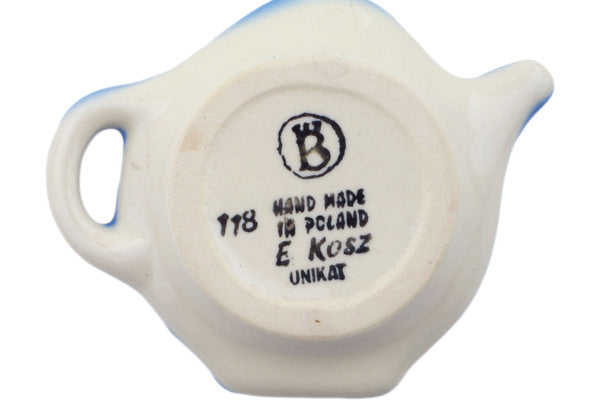 B
HAND MADE
118 IN POLAND
E KOSZ
UNIKAT